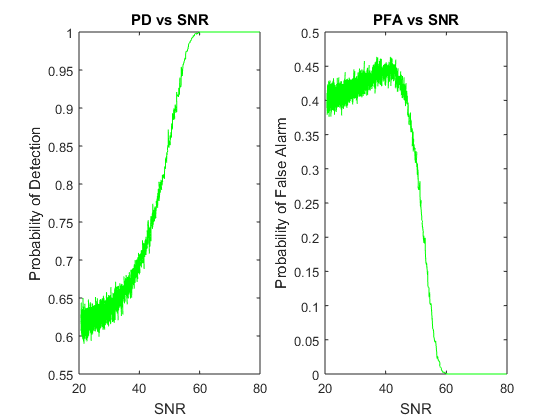 PD vs SNR
Probability of Detection
1
0.95
0.9
0.85
0.8
0.75
0.7
0.65
0.6
0.55
20 40 60 80
SNR
PFA vs SNR
Probability of False Alarm
0.5
0.45
0.4
0.35
0.3
0.25
0.2
0.15
0.1
0.05
0
20 40 60 80
SNR